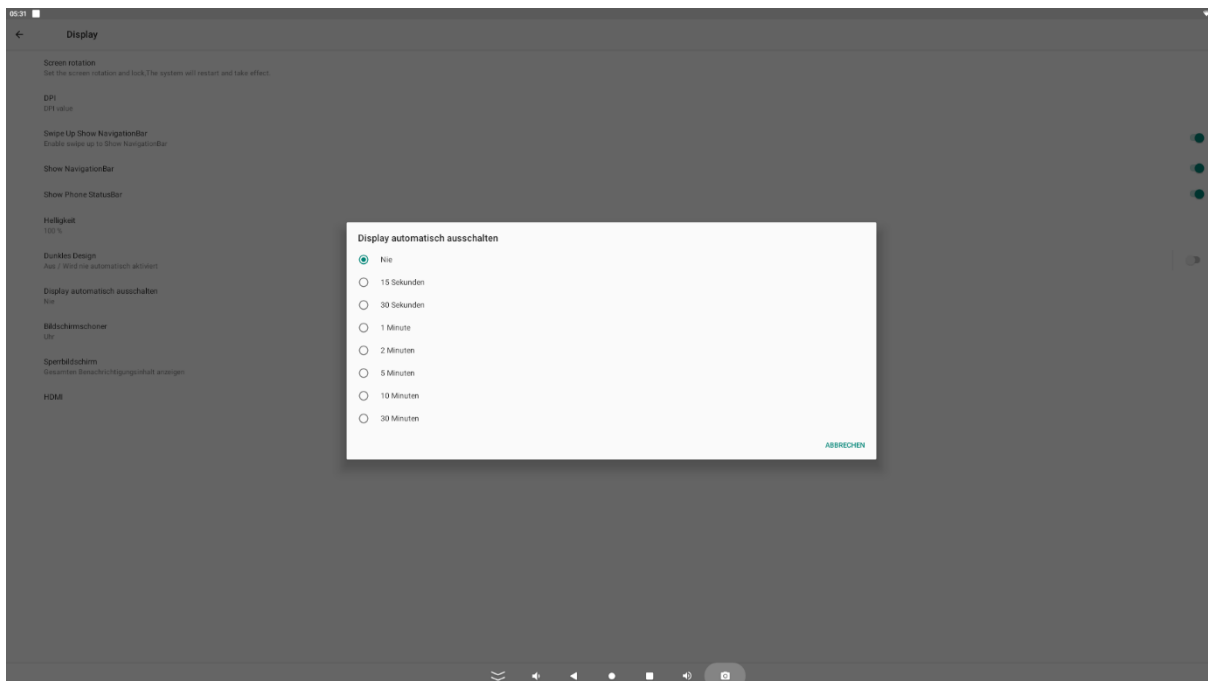 05:31
Display
Screen rotation
Set the screen rotation and lock,The system will restart and take effect.
DPI
DPI value
Swipe Up Show NavigationBar
Enable swipe up to Show NavigationBar
Show NavigationBar
Show Phone StatusBar
Helligkeit
100 %
Dunkles Design
Aus / Wird nie automatisch aktiviert
Display automatisch ausschalten
Nie
Bildschirmschoner
Uhr
Sperrbildschirm
Gesamten Benachrichtigungsinhalt anzeigen
HDMI
Display automatisch ausschalten
Nie
15 Sekunden
30 Sekunden
1 Minute
2 Minuten
5 Minuten
10 Minuten
30 Minuten
ABBRECHEN